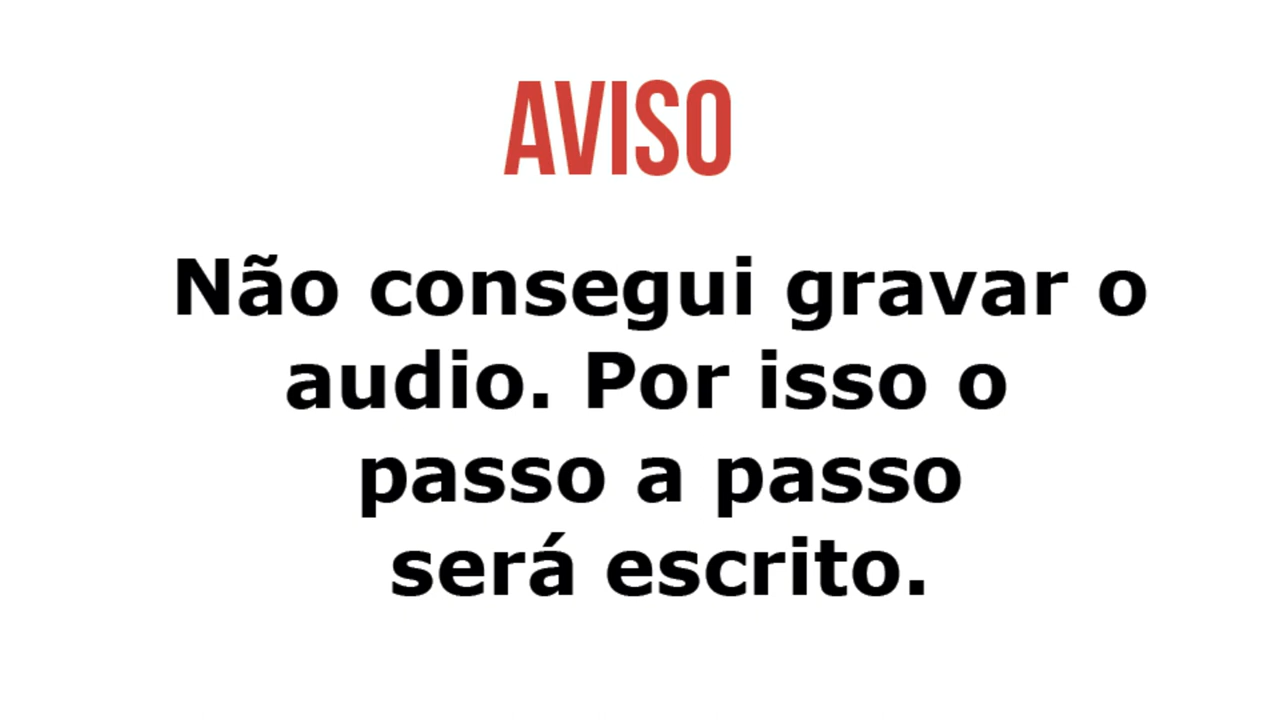 AVISO
Não consegui gravar o
audio. Por isso o
passo a passo
será escrito.